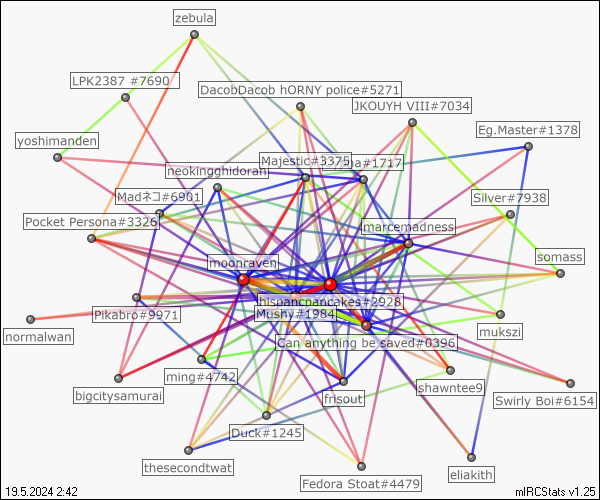 zebula
LPK2387 #7690
DacobDacob hORNY police#5271
JKOUYH VIII#7034
Eg.Master#1378
yoshimanden
Majestic#3375
#1717
neokingghidorah
Madネコ#6901
Silver#7938
Pocket Persona#3326
marcemadness
moonraven
somass
hispancpancakes#2928
Pikabro#9971
Mushy#1984
mukszi
normalwan
Can anything be saved#0396
ming#4742
shawntee9
bigcitysamurai
frisout
Swirly Boi#6154
Duck#1245
thesecondtwat
eliakith
Fedora Stoat#4479
19.5.2024 2:42
mIRCStats v1.25